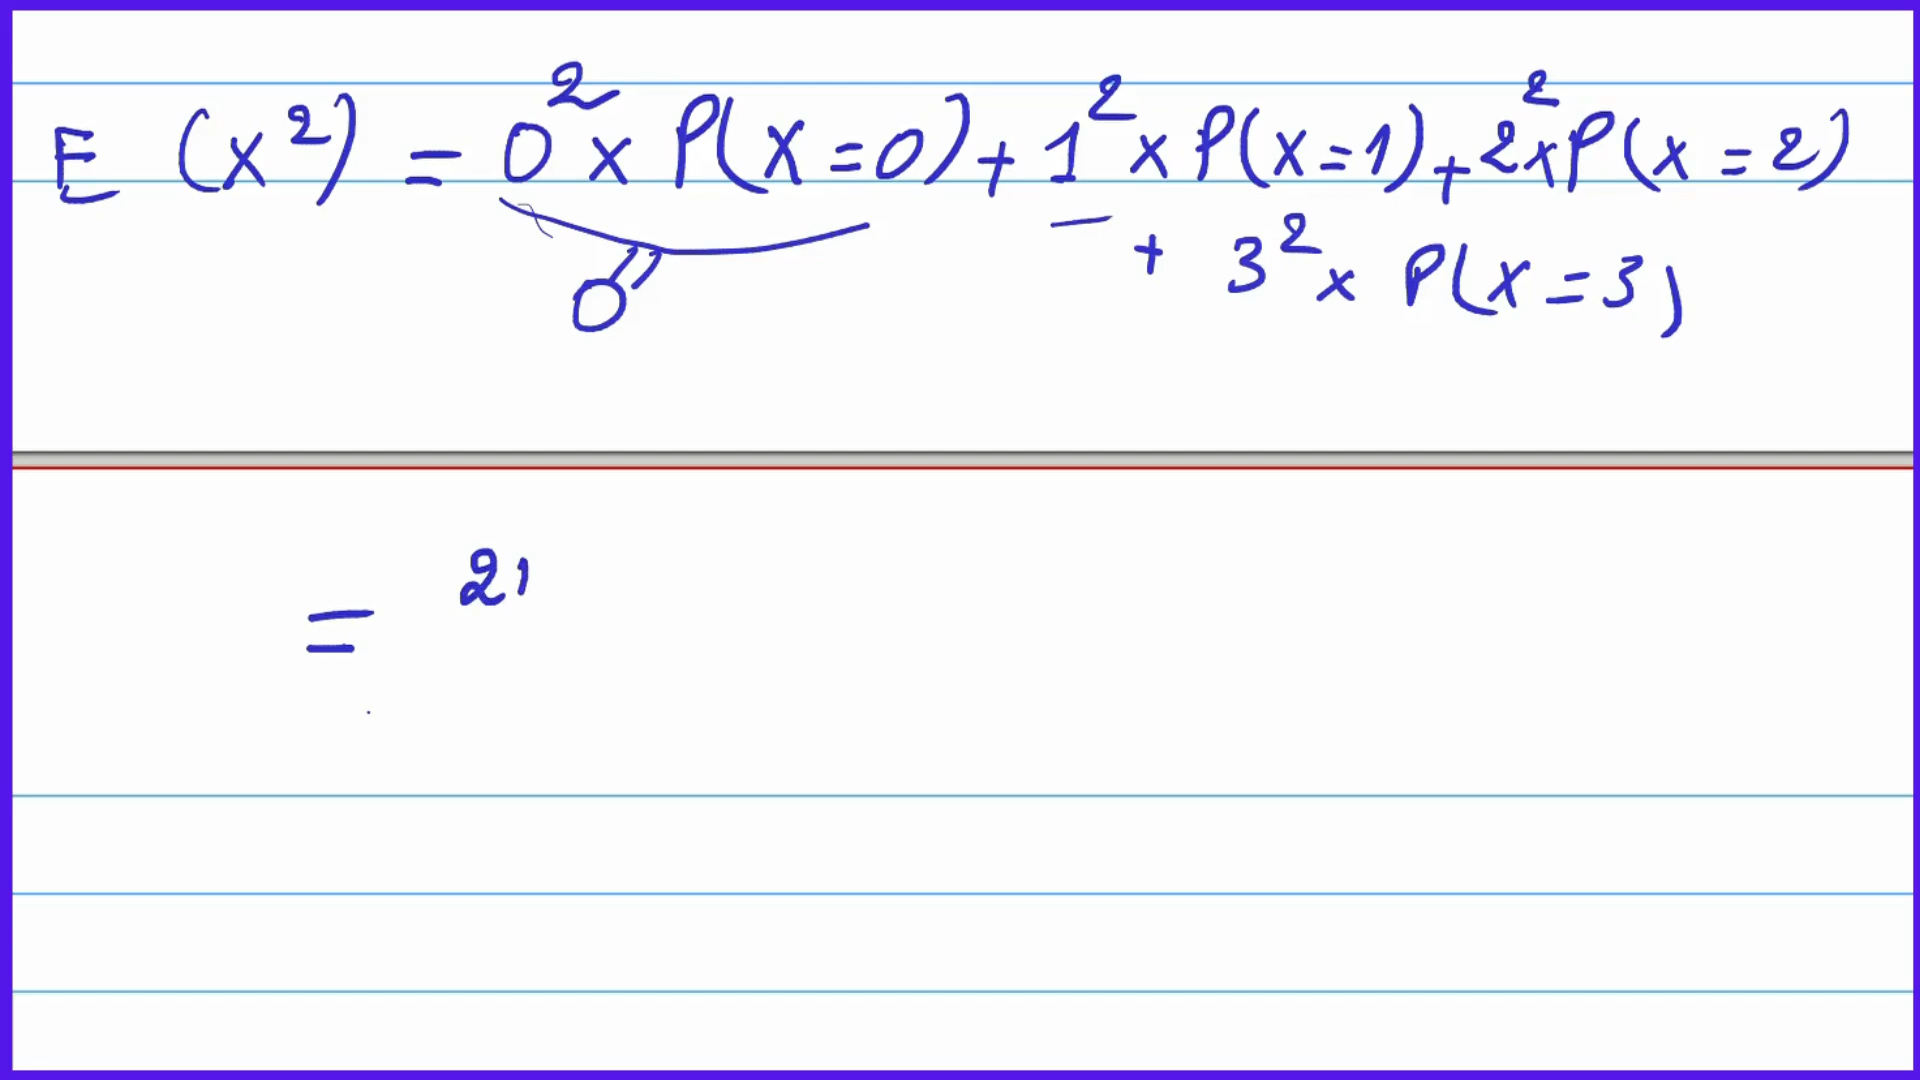 E (X²) = 0² x P(X=0) + 1² x P(X=1) + 2² x P(X=2)
+ 3² x P(X=3)
0
= 21